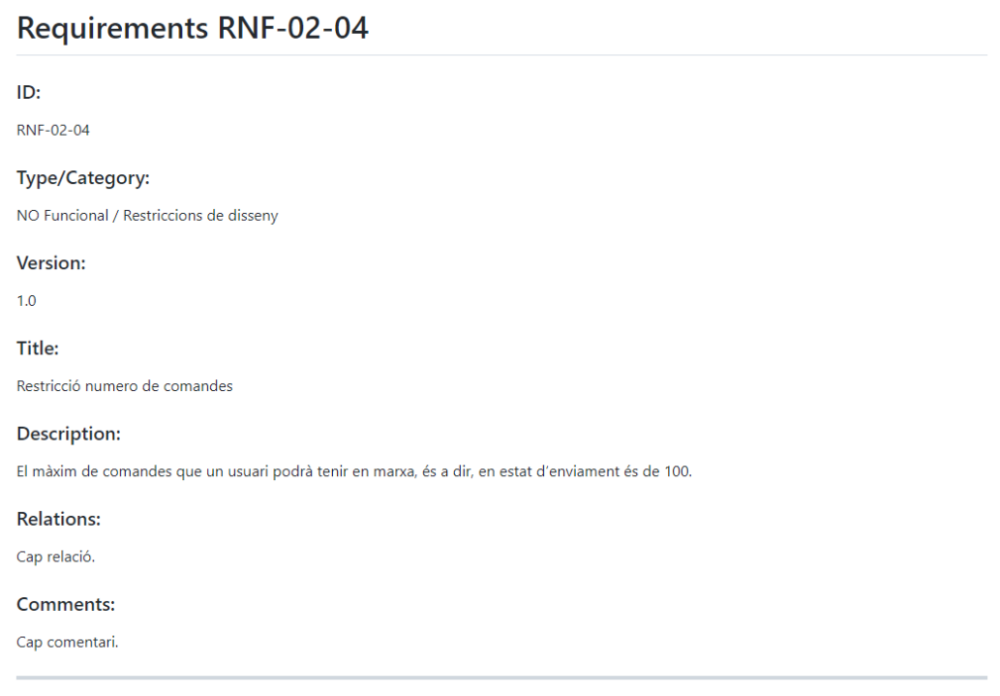 Requirements RNF-02-04
ID:
RNF-02-04
Type/Category:
NO Funcional / Restriccions de disseny
Version:
1.0
Title:
Restricció numero de comandes
Description:
El màxim de comandes que un usuari podrà tenir en marxa, és a dir, en estat d’enviament és de 100.
Relations:
Cap relació.
Comments:
Cap comentari.